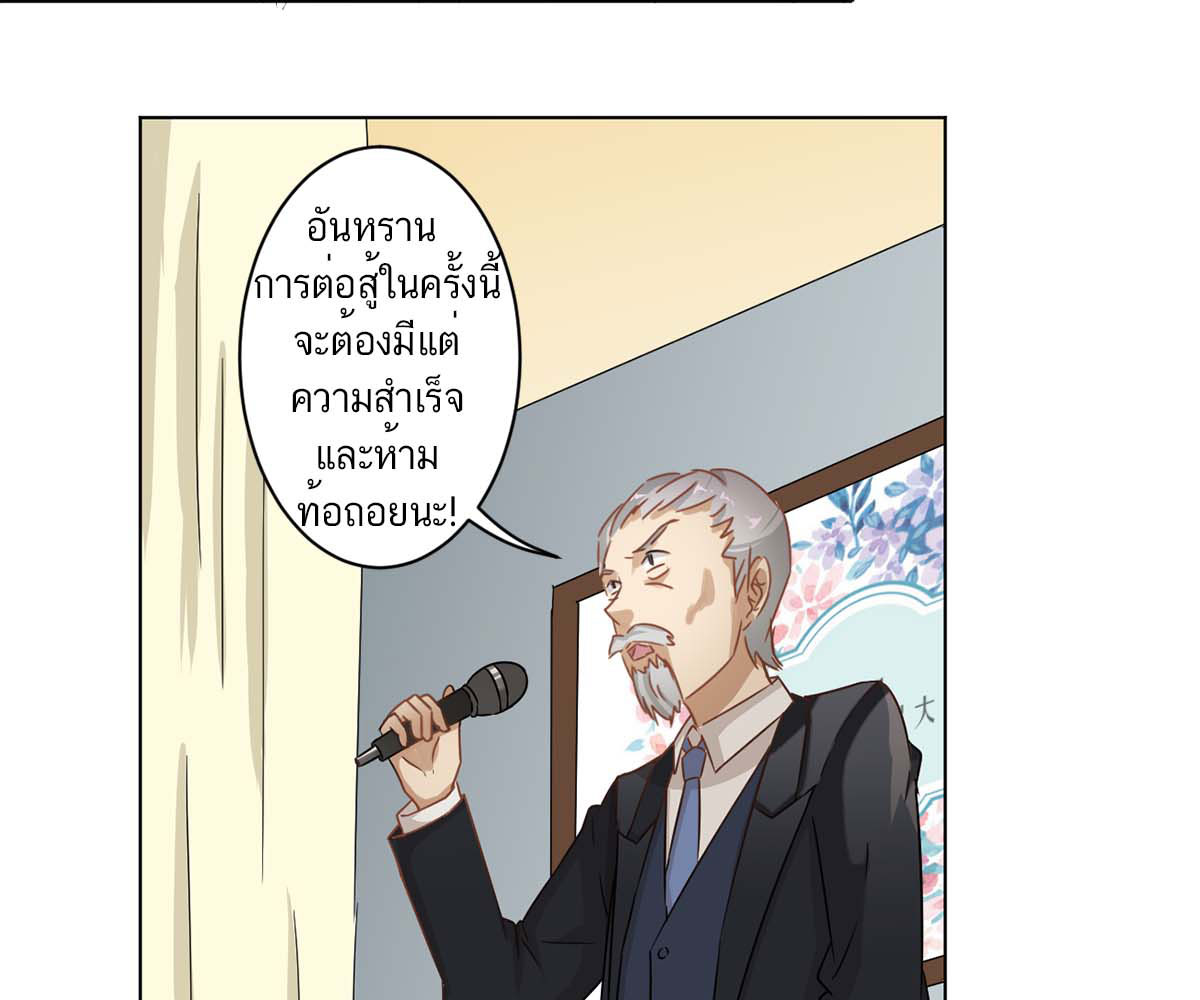 อันหราน
การต่อสู้ในครั้งนี้
จะต้องมีแต่
ความสำเร็จ
และห้าม
ท้อถอยนะ!
大